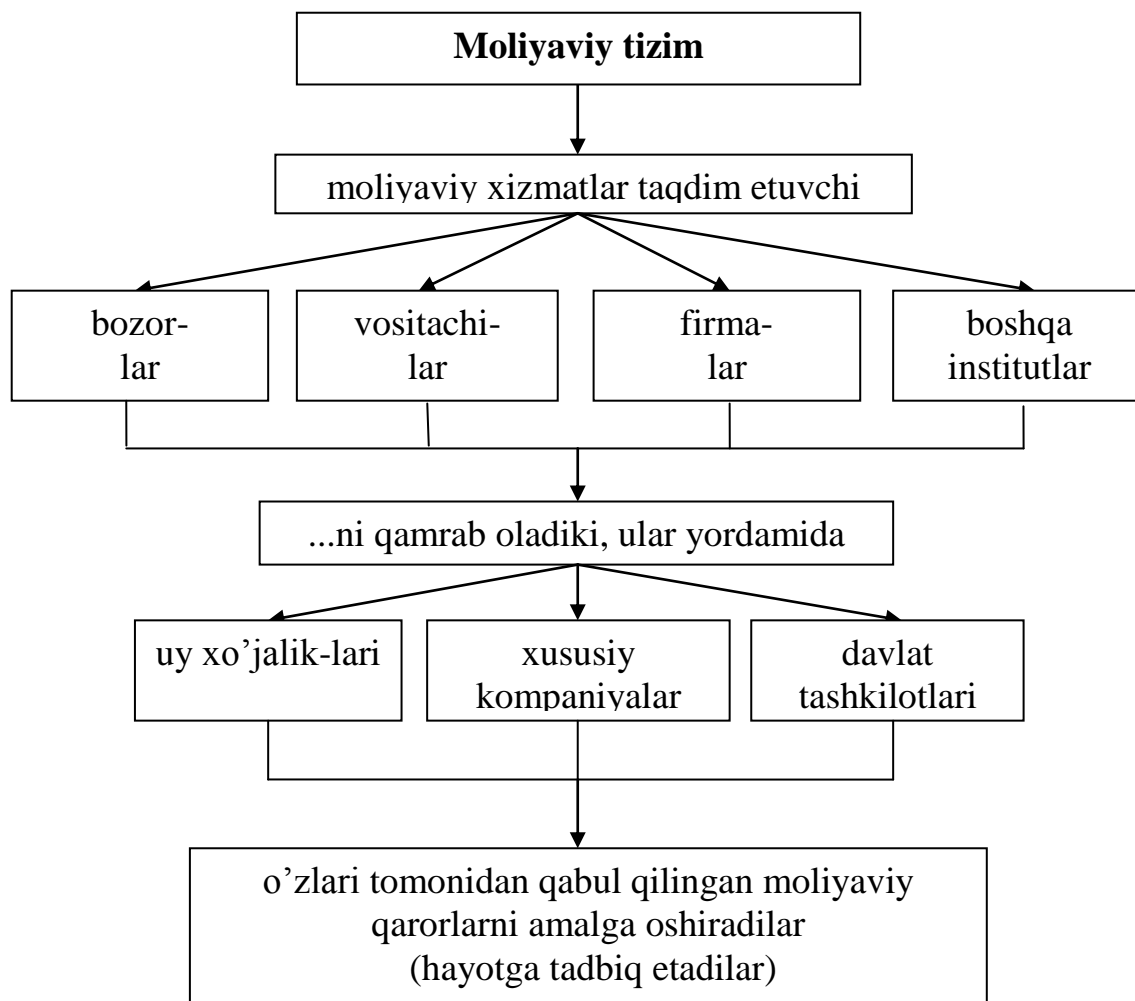 Moliyaviy tizim
moliyaviy xizmatlar taqdim etuvchi
bozor-
lar
vositachi-
lar
firma-
lar
boshqa
institutlar
...ni qamrab oladiki, ular yordamida
uy xo’jalik-lari
xususiy
kompaniyalar
davlat
tashkilotlari
o’zlari tomonidan qabul qilingan moliyaviy
qarorlarni amalga oshiradilar
(hayotga tadbiq etadilar)